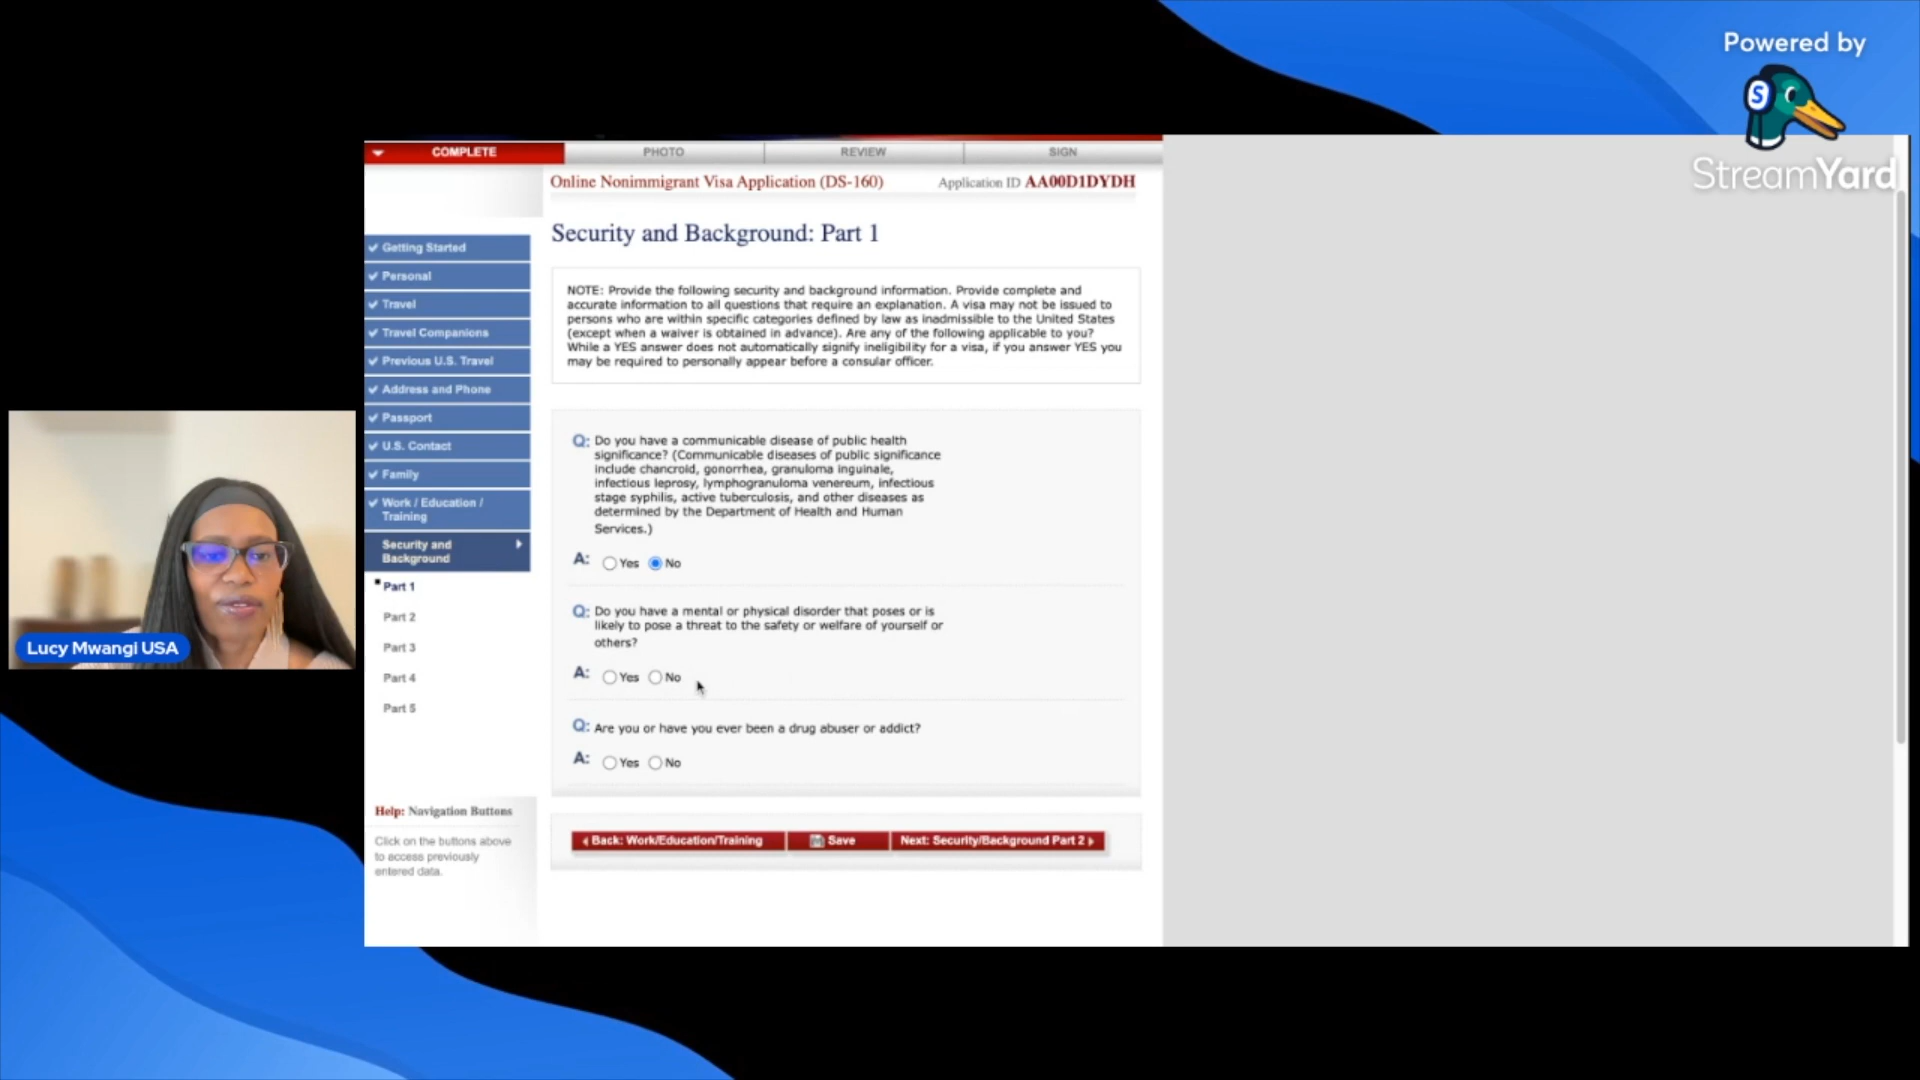 Powered by
StreamYard
COMPLETE
PHOTO
REVIEW
SIGN
Online Nonimmigrant Visa Application (DS-160)
Application ID AA00D1DYDH
Getting Started
Personal
Travel
Travel Companions
Previous U.S. Travel
Address and Phone
Passport
U.S. Contact
Family
Work / Education /
Training
Security and
Background
Part 1
Part 2
Part 3
Part 4
Part 5
Help: Navigation Buttons
Click on the buttons above
to access previously
entered data.
Security and Background: Part 1
NOTE: Provide the following security and background information. Provide complete and
accurate information to all questions that require an explanation. A visa may not be issued to
persons who are within specific categories defined by law as inadmissible to the United States
(except when a waiver is obtained in advance). Are any of the following applicable to you?
While a YES answer does not automatically signify ineligibility for a visa, if you answer YES you
may be required to personally appear before a consular officer.
Q: Do you have a communicable disease of public health
significance? (Communicable diseases of public significance
include chancroid, gonorrhea, granuloma inguinale,
infectious leprosy, lymphogranuloma venereum, infectious
stage syphilis, active tuberculosis, and other diseases as
determined by the Department of Health and Human
Services.)
A: Yes No
Q: Do you have a mental or physical disorder that poses or is
likely to pose a threat to the safety or welfare of yourself or
others?
A: Yes No
Q: Are you or have you ever been a drug abuser or addict?
A: Yes No
Back: Work/Education/Training
Save
Next: Security/Background Part 2
Lucy Mwangi USA